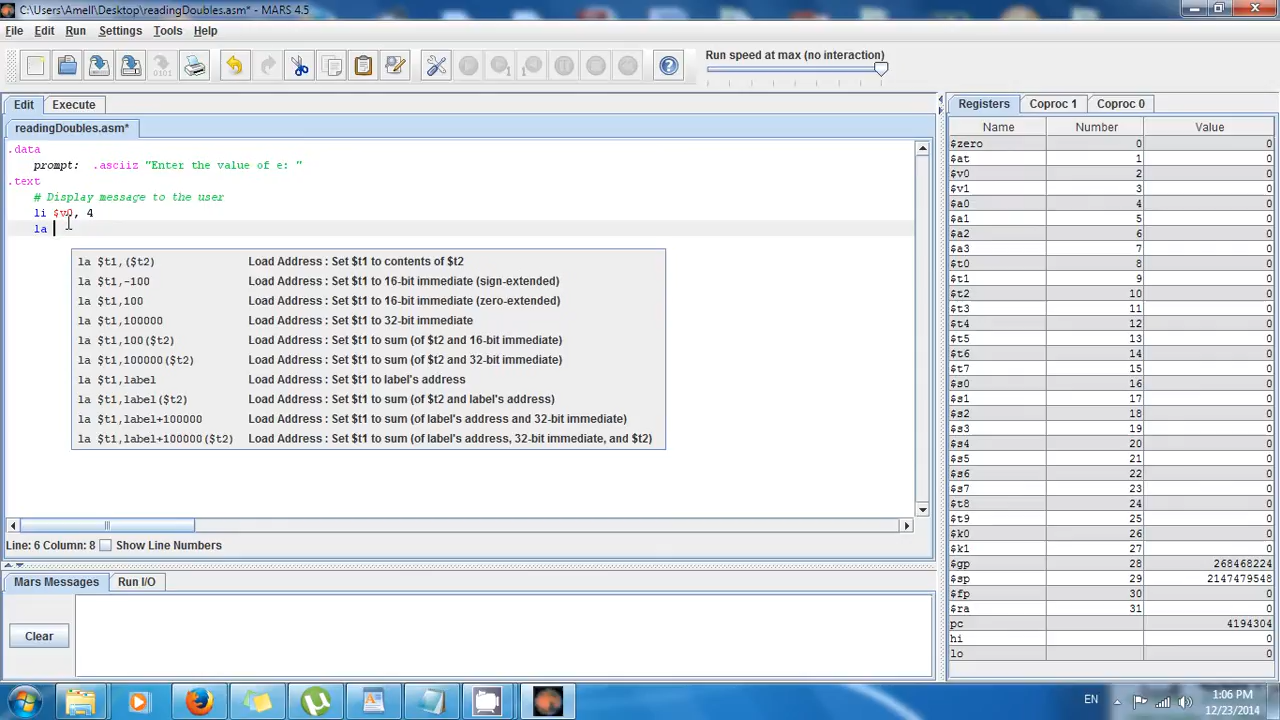 C:\Users\Amell\Desktop\readingDoubles.asm* - MARS 4.5
File Edit Run Settings Tools Help
Run speed at max (no interaction)
Edit Execute
readingDoubles.asm*
.data
prompt: .asciiz "Enter the value of e: "
.text
# Display message to the user
li $v0, 4
la
la $t1,($t2) Load Address : Set $t1 to contents of $t2
la $t1,-100 Load Address : Set $t1 to 16-bit immediate (sign-extended)
la $t1,100 Load Address : Set $t1 to 16-bit immediate (zero-extended)
la $t1,100000 Load Address : Set $t1 to 32-bit immediate
la $t1,100($t2) Load Address : Set $t1 to sum (of $t2 and 16-bit immediate)
la $t1,100000($t2) Load Address : Set $t1 to sum (of $t2 and 32-bit immediate)
la $t1,label Load Address : Set $t1 to label's address
la $t1,label($t2) Load Address : Set $t1 to sum (of $t2 and label's address)
la $t1,label+100000 Load Address : Set $t1 to sum (of label's address and 32-bit immediate)
la $t1,label+100000($t2) Load Address : Set $t1 to sum (of label's address, 32-bit immediate, and $t2)
Line: 6 Column: 8 Show Line Numbers
Mars Messages Run I/O
Clear
Registers Coproc 1 Coproc 0
Name Number Value
$zero 0 0
$at 1 0
$v0 2 0
$v1 3 0
$a0 4 0
$a1 5 0
$a2 6 0
$a3 7 0
$t0 8 0
$t1 9 0
$t2 10 0
$t3 11 0
$t4 12 0
$t5 13 0
$t6 14 0
$t7 15 0
$s0 16 0
$s1 17 0
$s2 18 0
$s3 19 0
$s4 20 0
$s5 21 0
$s6 22 0
$s7 23 0
$t8 24 0
$t9 25 0
$k0 26 0
$k1 27 0
$gp 28 268468224
$sp 29 2147479548
$fp 30 0
$ra 31 0
pc 4194304
hi 0
lo 0
EN
1:06 PM
12/23/2014